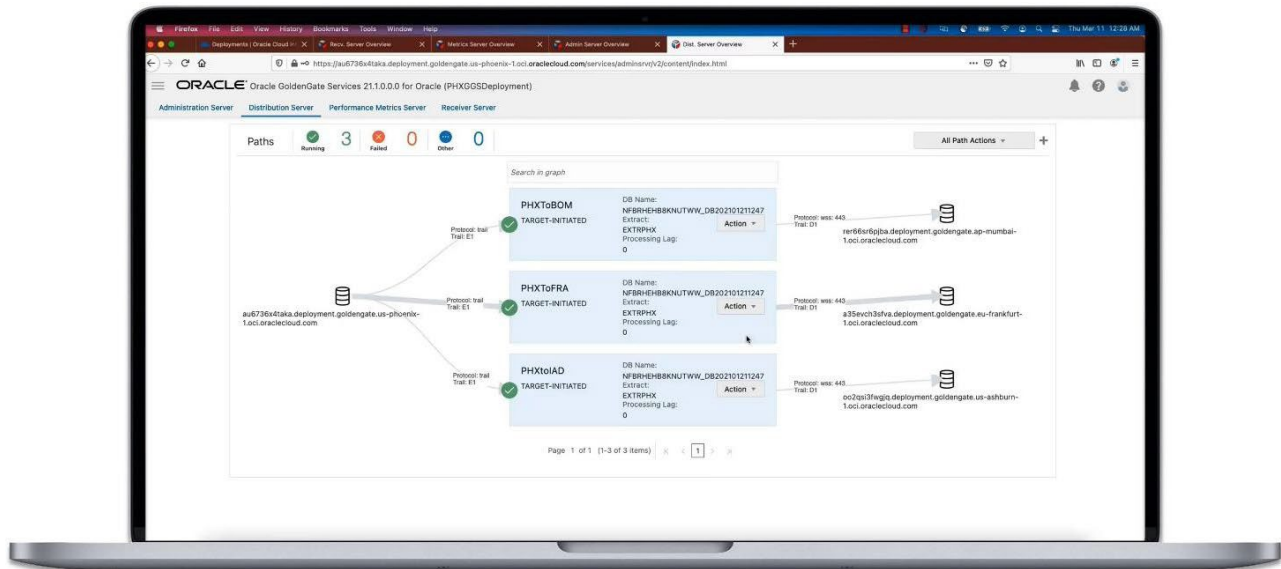 Firefox File Edit View History Bookmarks Tools Window Help
Thu Mar 11 12:28 AM
Deployments | Oracle Cloud
Recv. Server Overview
Metrics Server Overview
Admin Server Overview
Dist. Server Overview
https://au6736x4taka.deployment.goldengate.us-phoenix-1.oci.oraclecloud.com/services/adminsrvr/v2/content/index.html
ORACLE Oracle GoldenGate Services 21.1.0.0.0 for Oracle (PHXGGSDeployment)
Administration Server Distribution Server Performance Metrics Server Receiver Server
Paths
Running
3
Failed
0
Other
0
All Path Actions
Search in graph
au6736x4taka.deployment.goldengate.us-phoenix-
1.oci.oraclecloud.com
Protocol: trail
Trail: E1
PHXToBOM
TARGET-INITIATED
DB Name:
NFBRHEHB8KNUTWW_DB202101211247
Extract:
EXTRPHX
Processing Lag:
0
Action
Protocol: wss: 443
Trail: D1
rer66sr6pjba.deployment.goldengate.ap-mumbai-
1.oci.oraclecloud.com
Protocol: trail
Trail: E1
PHXToFRA
TARGET-INITIATED
DB Name:
NFBRHEHB8KNUTWW_DB202101211247
Extract:
EXTRPHX
Processing Lag:
0
Action
Protocol: wss: 443
Trail: D1
a35evch3sfva.deployment.goldengate.eu-frankfurt-
1.oci.oraclecloud.com
Protocol: trail
Trail: E1
PHXtoIAD
TARGET-INITIATED
DB Name:
NFBRHEHB8KNUTWW_DB202101211247
Extract:
EXTRPHX
Processing Lag:
0
Action
Protocol: wss: 443
Trail: D1
oo2qsi3fwgjq.deployment.goldengate.us-ashburn-
1.oci.oraclecloud.com
Page 1 of 1 (1-3 of 3 items) 1